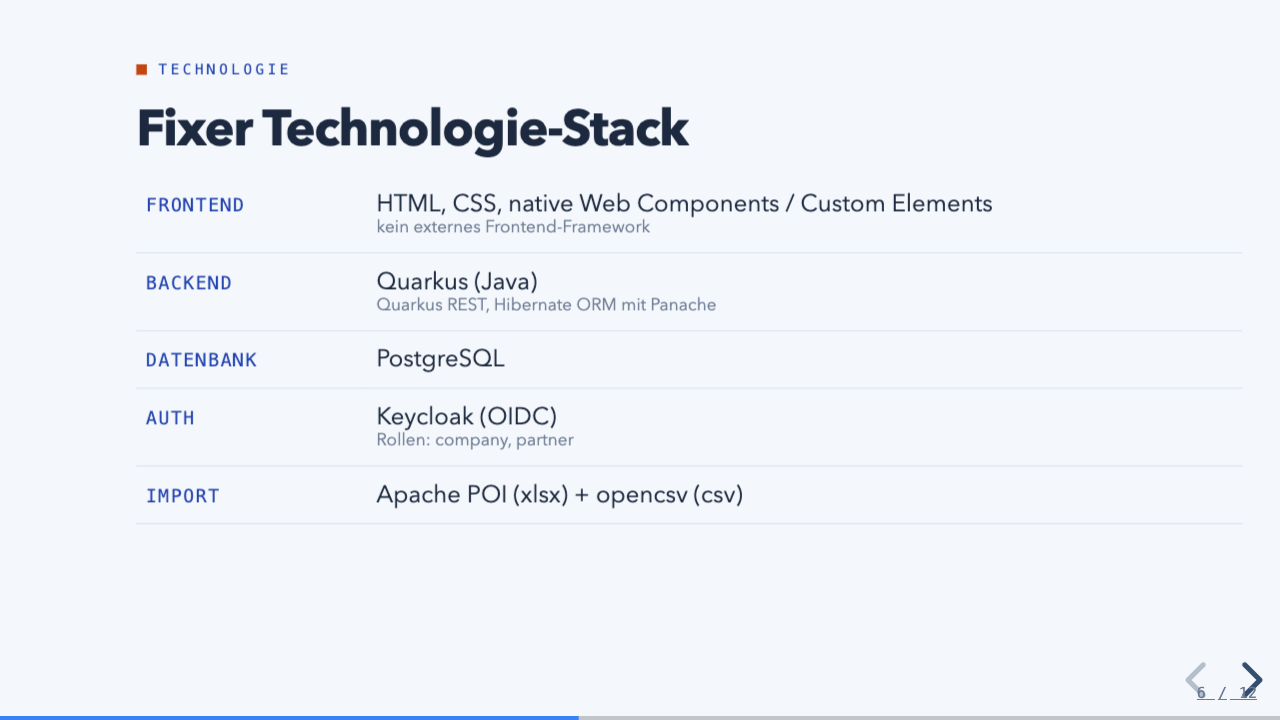 TECHNOLOGIE
Fixer Technologie-Stack
FRONTEND
HTML, CSS, native Web Components / Custom Elements
kein externes Frontend-Framework
BACKEND
Quarkus (Java)
Quarkus REST, Hibernate ORM mit Panache
DATENBANK
PostgreSQL
AUTH
Keycloak (OIDC)
Rollen: company, partner
IMPORT
Apache POI (xlsx) + opencsv (csv)
6 / 12